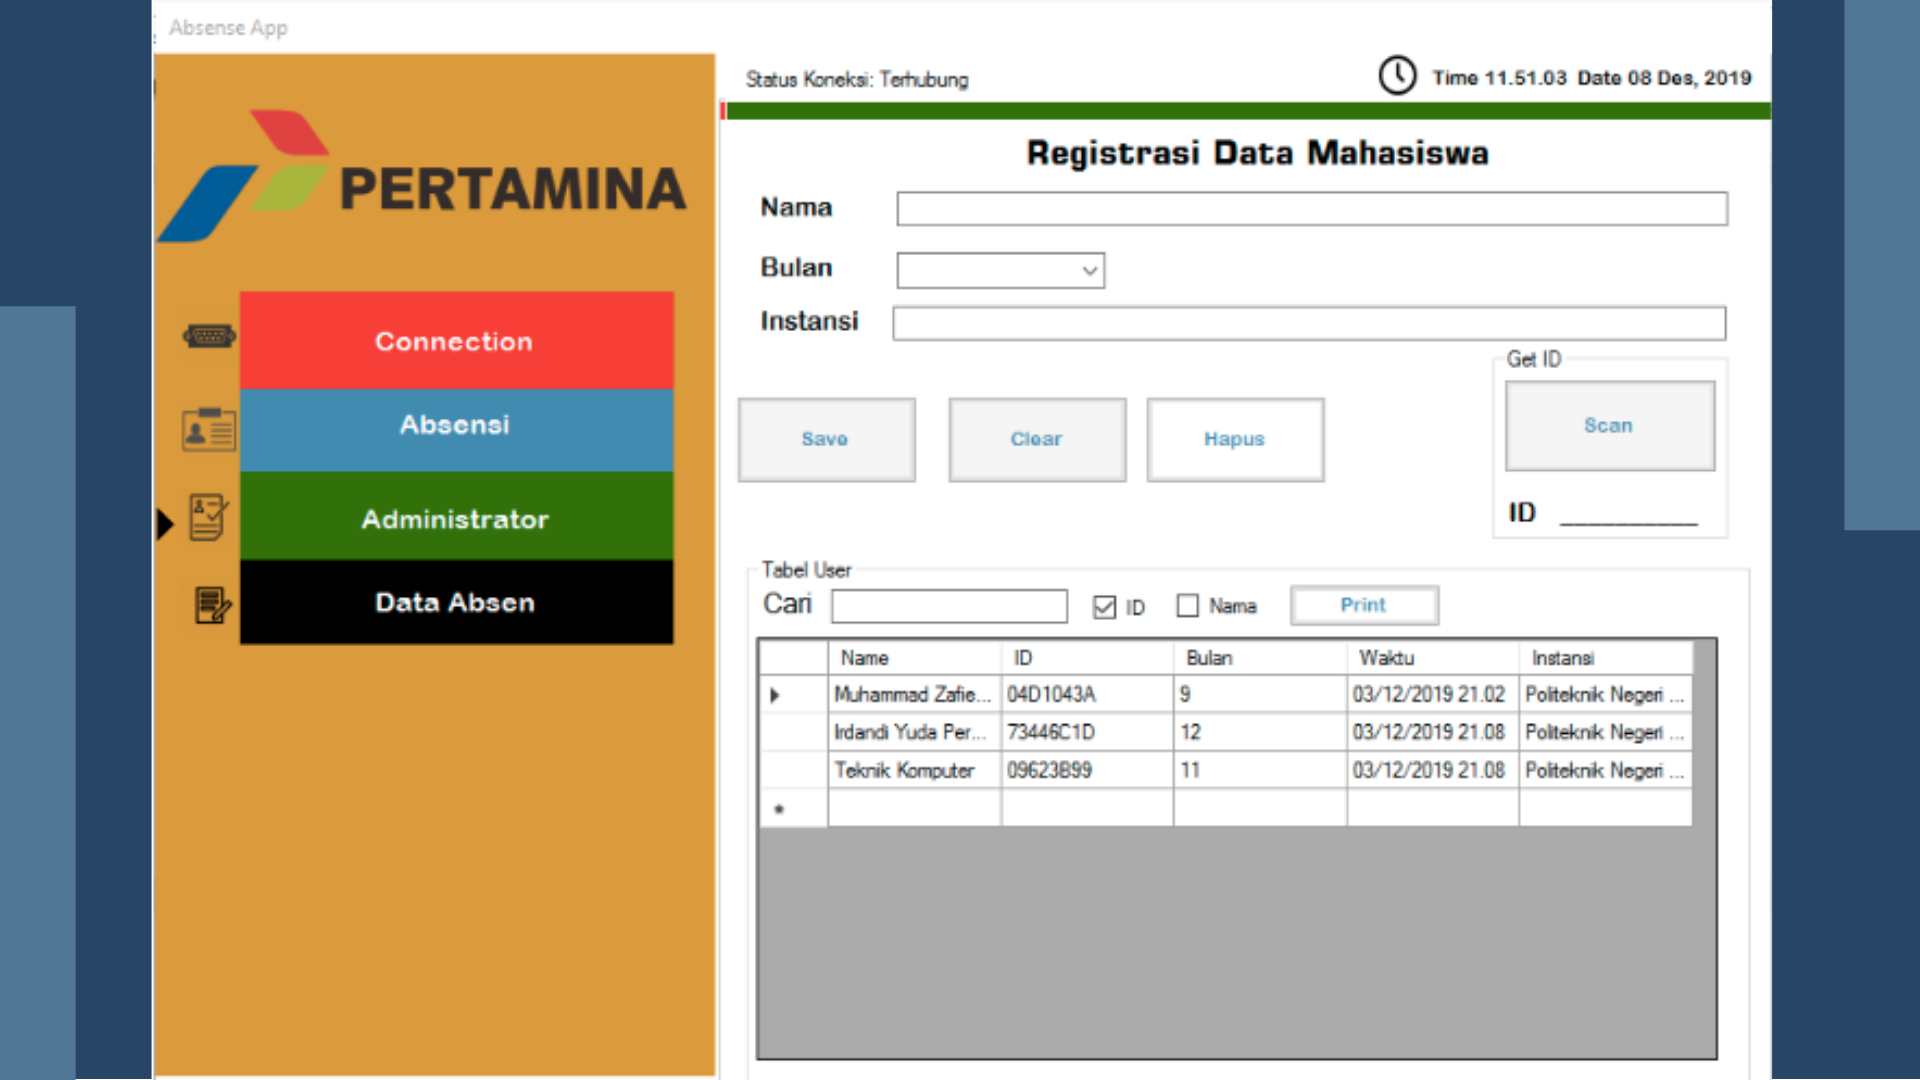 Absense App
Status Koneksi: Terhubung
Time 11.51.03 Date 08 Des, 2019
PERTAMINA
Connection
Absensi
Administrator
Data Absen
Registrasi Data Mahasiswa
Nama
Bulan
Instansi
Get ID
Save
Clear
Hapus
Scan
ID __________
Tabel User
Cari ID Nama Print
Name ID Bulan Waktu Instansi
Muhammad Zafie... 04D1043A 9 03/12/2019 21.02 Politeknik Negeri ...
Irdandi Yuda Per... 73446C1D 12 03/12/2019 21.08 Politeknik Negeri ...
Teknik Komputer 09623B99 11 03/12/2019 21.08 Politeknik Negeri ...
*